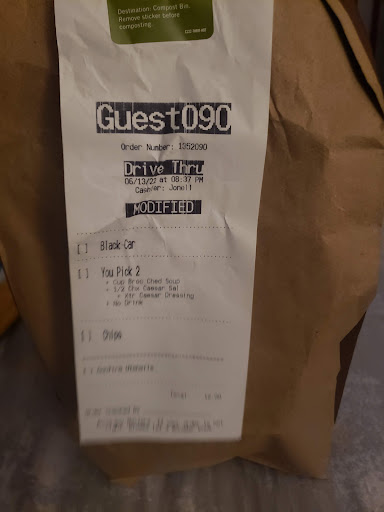 Destination: Compost Bin.
Remove sticker before
composting.
Guest090
Order Number: 1352090
Drive Thru
06/13/22 at 08:37 PM
Cashier:
MODIFIED
[ ] Black Car
[ ] You Pick 2
+ Cup Broc Ched Soup
+ 1/2 Chx Caesar Sal
+ Xtr Caesar Dressing
+ No Drink
[ ] Chips